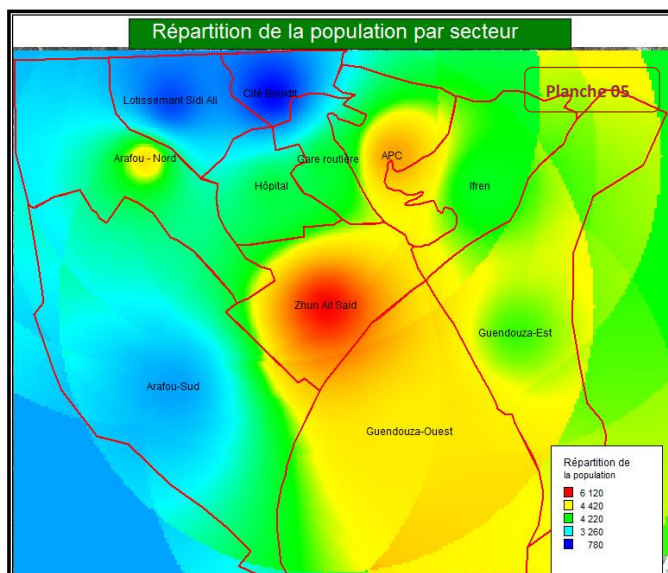 Répartition de la population par secteur
Planche 05
Lotissemant Sidi Ali
Cité Bouktit
Arafou - Nord
Gare routière
APC
Hôpital
Ifren
Zhun Ait Said
Guendouza-Est
Arafou-Sud
Guendouza-Ouest
Répartition de
la population
6 120
4 420
4 220
3 260
780